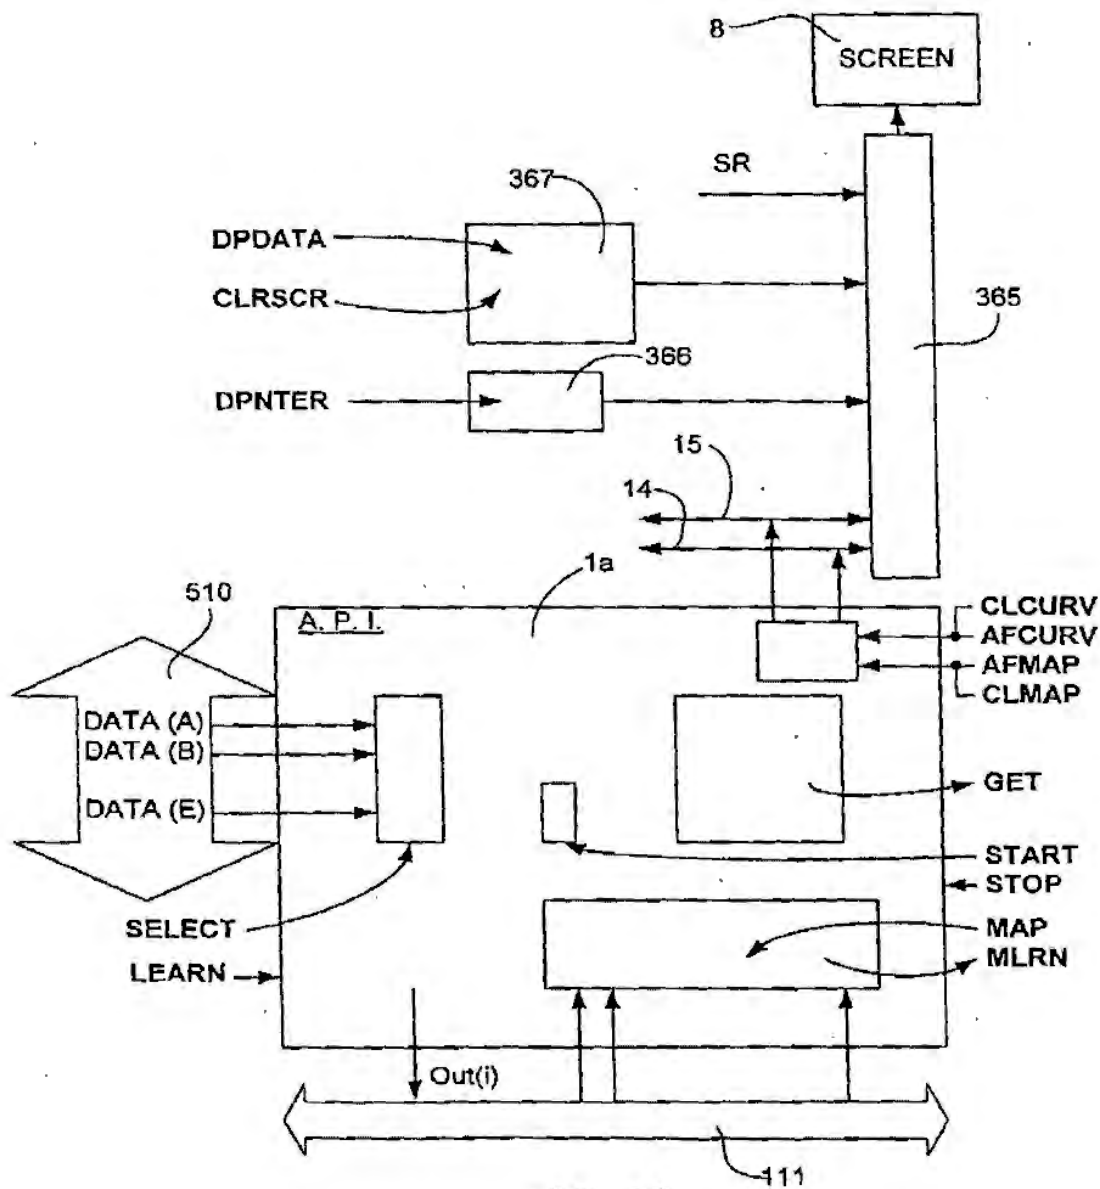 8
SCREEN
SR
367
DPDATA
CLRSCR
365
366
DPNTER
15
14
1a
510
A. P. I.
CLCURV
AFCURV
AFMAP
CLMAP
DATA (A)
DATA (B)
DATA (E)
GET
START
STOP
SELECT
MAP
LEARN
MLRN
Out(i)
111